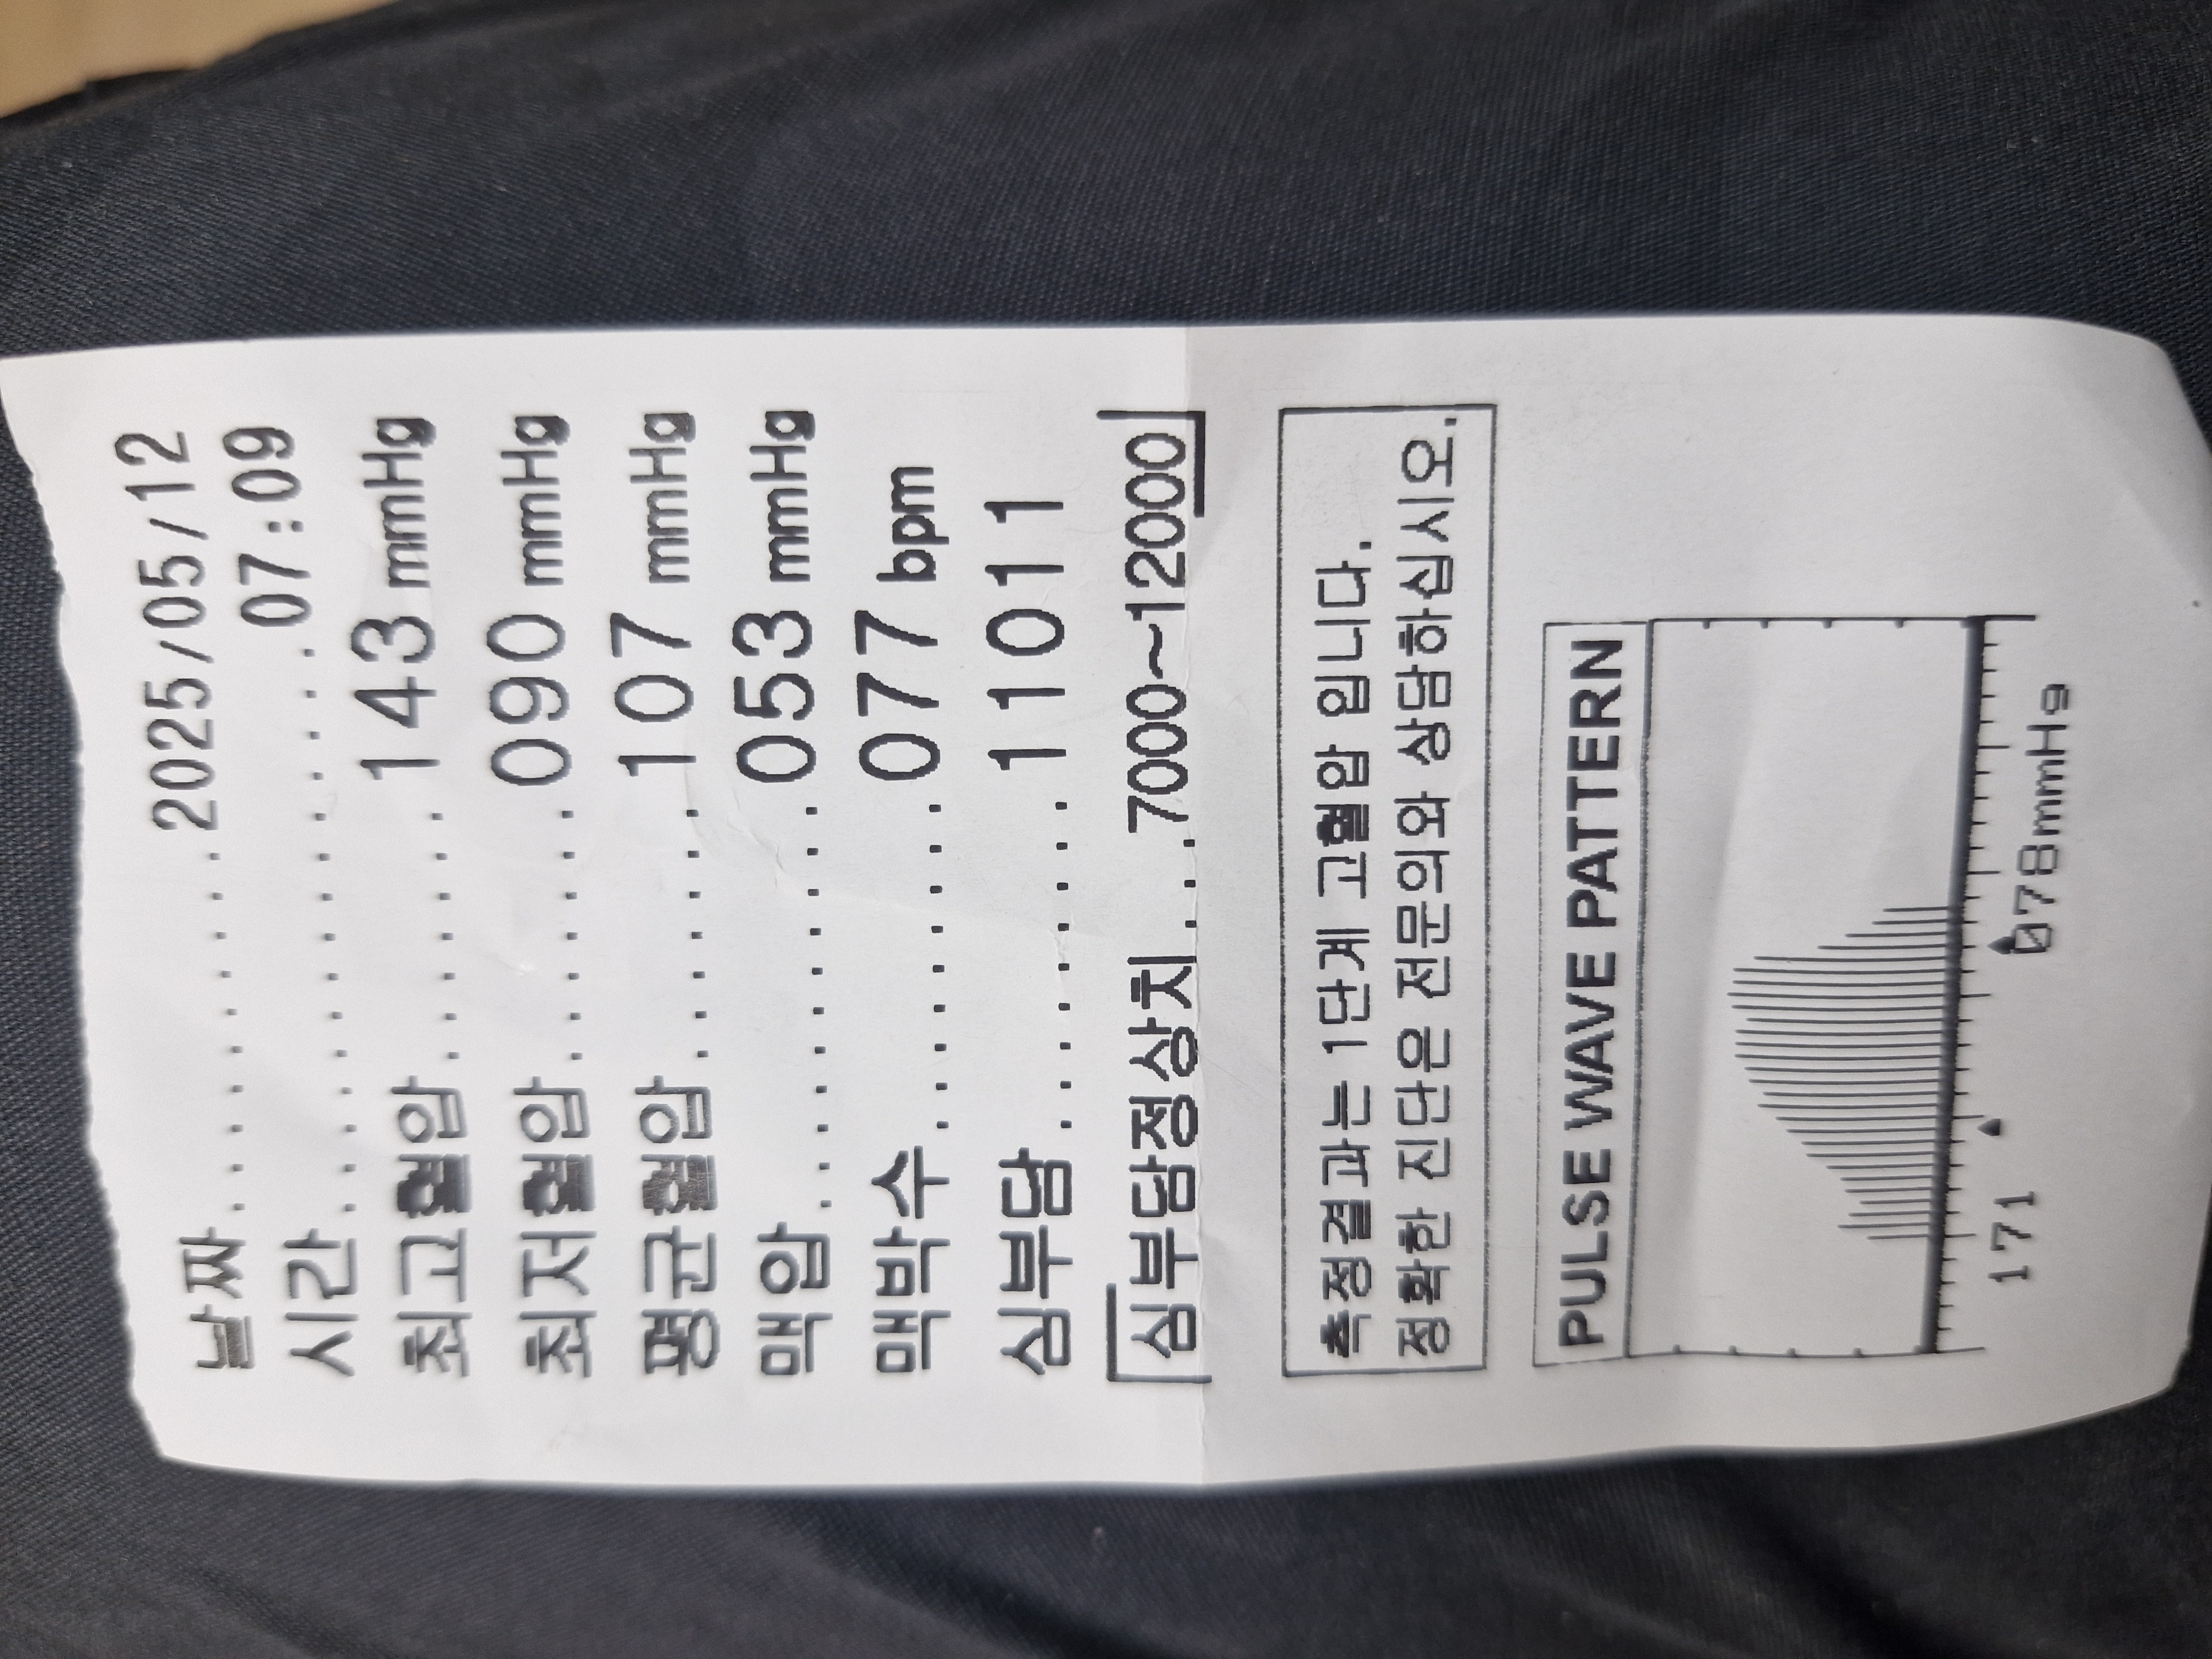 날짜....................2025/05/12
시간....................07:09
최고혈압.......143 mmHg
최저혈압.......090 mmHg
평균혈압.......107 mmHg
맥압...........053 mmHg
맥박수.........077 bpm
심부담.........11011
심부담정상치...7000~12000
측정결과는 1단계 고혈압 입니다.
정확한 진단은 전문의와 상담하십시오.
PULSE WAVE PATTERN
171 078mmHg